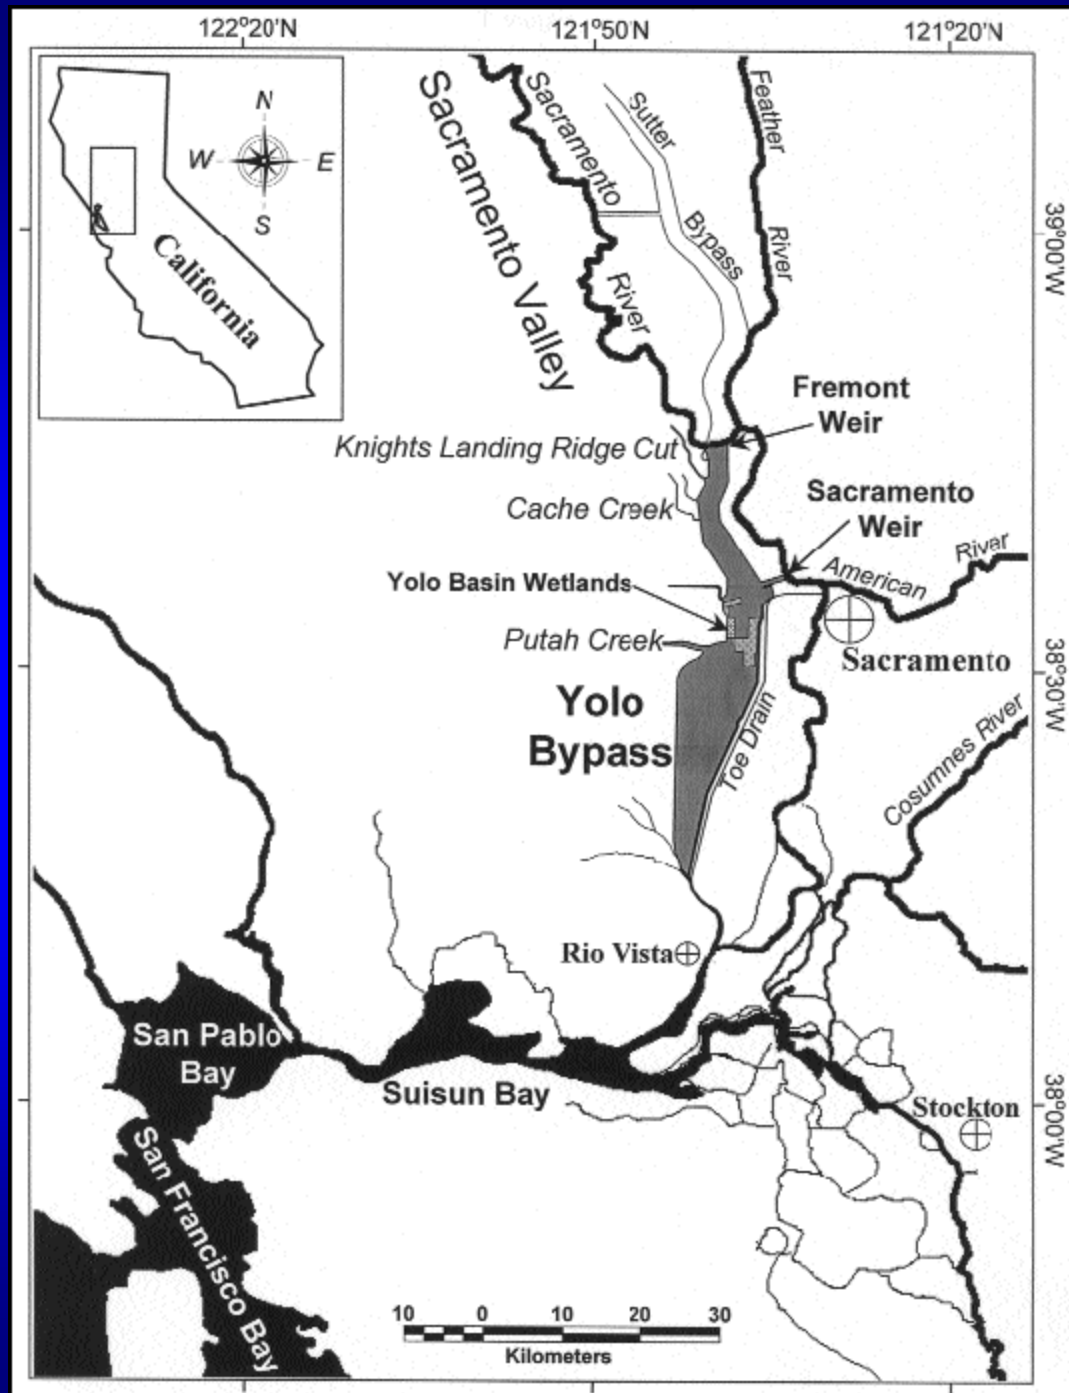 122°20'N
121°50'N
121°20'N
39°00'W
38°30'W
38°00'W
N
W
E
S
California
Sacramento Valley
Sacramento
River
Sutter
Bypass
Feather
River
Fremont
Weir
Knights Landing Ridge Cut
Sacramento
Weir
Cache Creek
American
River
Yolo Basin Wetlands
Putah Creek
Sacramento
Yolo
Bypass
Toe Drain
Cosumnes River
Rio Vista
San Pablo
Bay
Suisun Bay
Stockton
San Francisco Bay
10
0
10
20
30
Kilometers